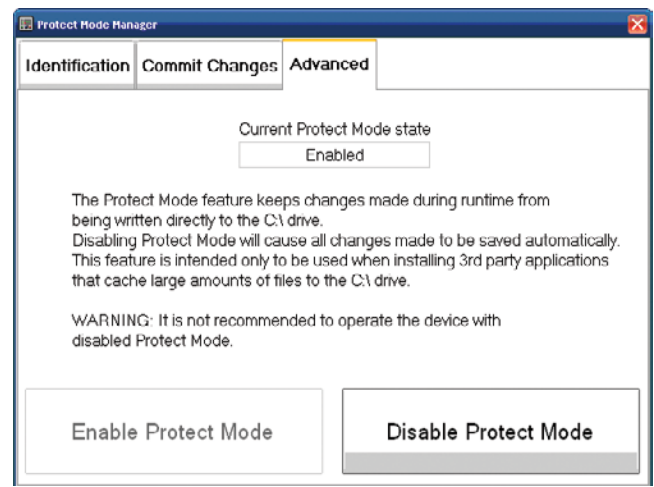 Protect Mode Manager
Identification Commit Changes Advanced
Current Protect Mode state
Enabled
The Protect Mode feature keeps changes made during runtime from
being written directly to the C:\ drive.
Disabling Protect Mode will cause all changes made to be saved automatically.
This feature is intended only to be used when installing 3rd party applications
that cache large amounts of files to the C:\ drive.
WARNING: It is not recommended to operate the device with
disabled Protect Mode.
Enable Protect Mode Disable Protect Mode